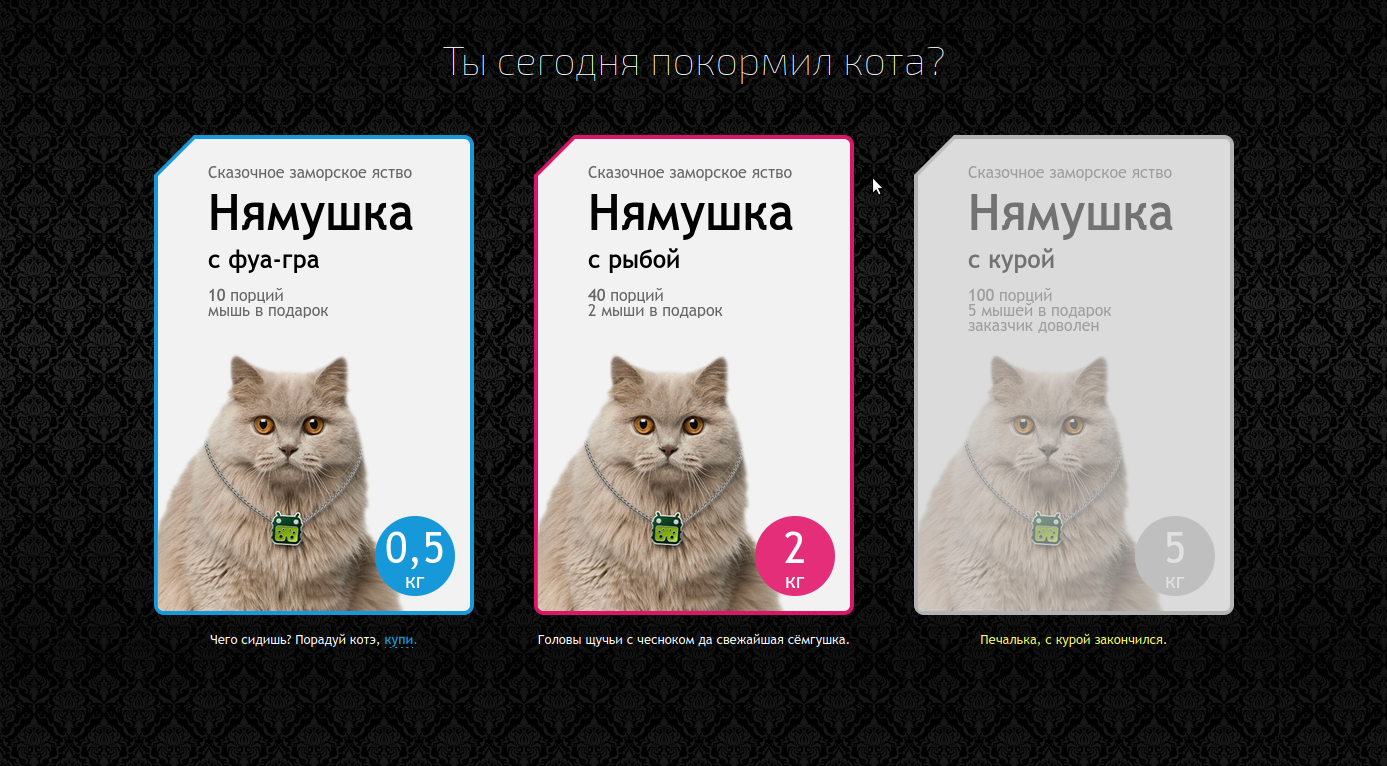 Ты сегодня покормил кота?
Сказочное заморское яство
Нямушка
с фуа-гра
10 порций
мышь в подарок
0,5
кг
Чего сидишь? Порадуй котэ, купи.
Сказочное заморское яство
Нямушка
с рыбой
40 порций
2 мыши в подарок
2
кг
Головы щучьи с чесноком да свежайшая сёмгушка.
Сказочное заморское яство
Нямушка
с курой
100 порций
5 мышей в подарок
заказчик доволен
5
кг
Печалька, с курой закончился.